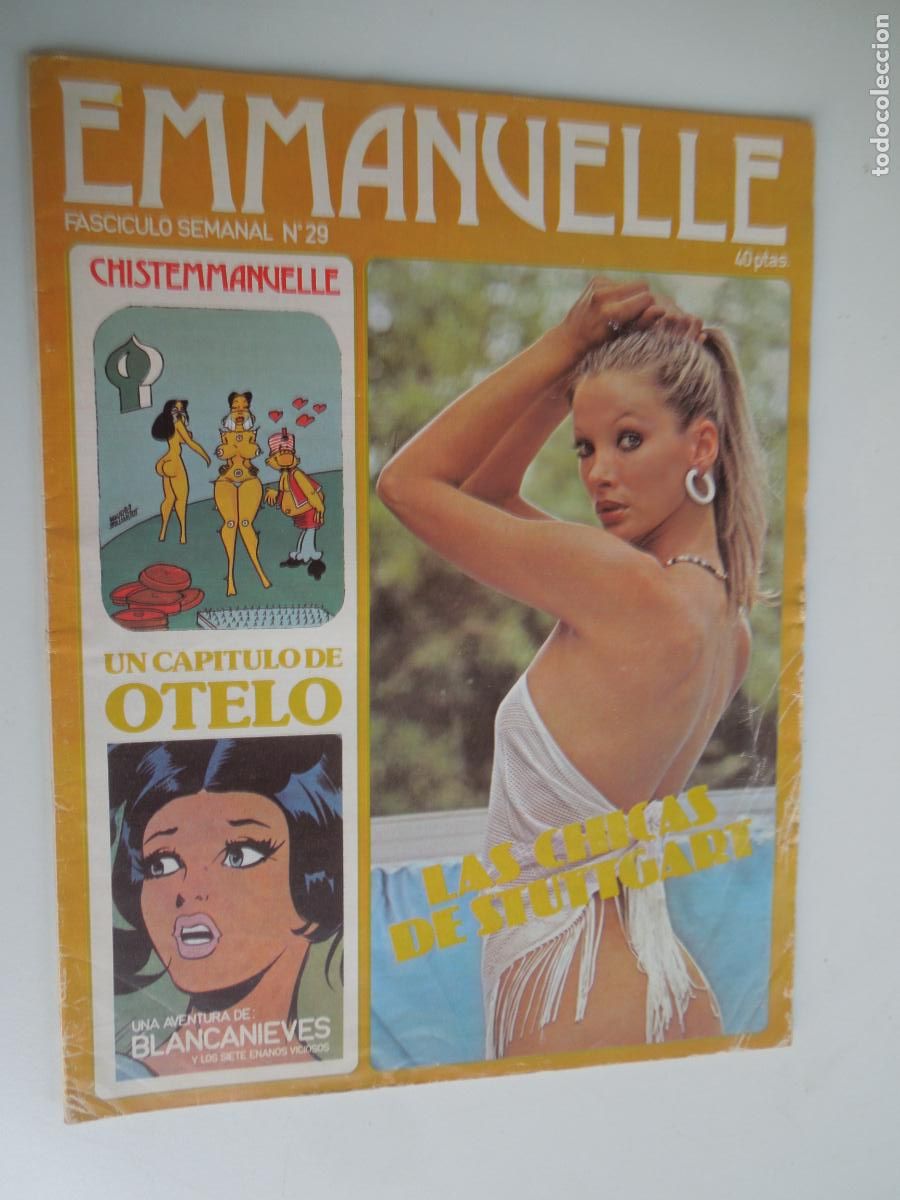 EMMANUELLE
FASCICULO SEMANAL N° 29
40 ptas.
CHISTEMMANUELLE
UN CAPITULO DE
OTELO
UNA AVENTURA DE:
BLANCANIEVES
Y LOS SIETE ENANOS VICIOSOS
LAS CHICAS
DE STUTTGART
todocoleccion